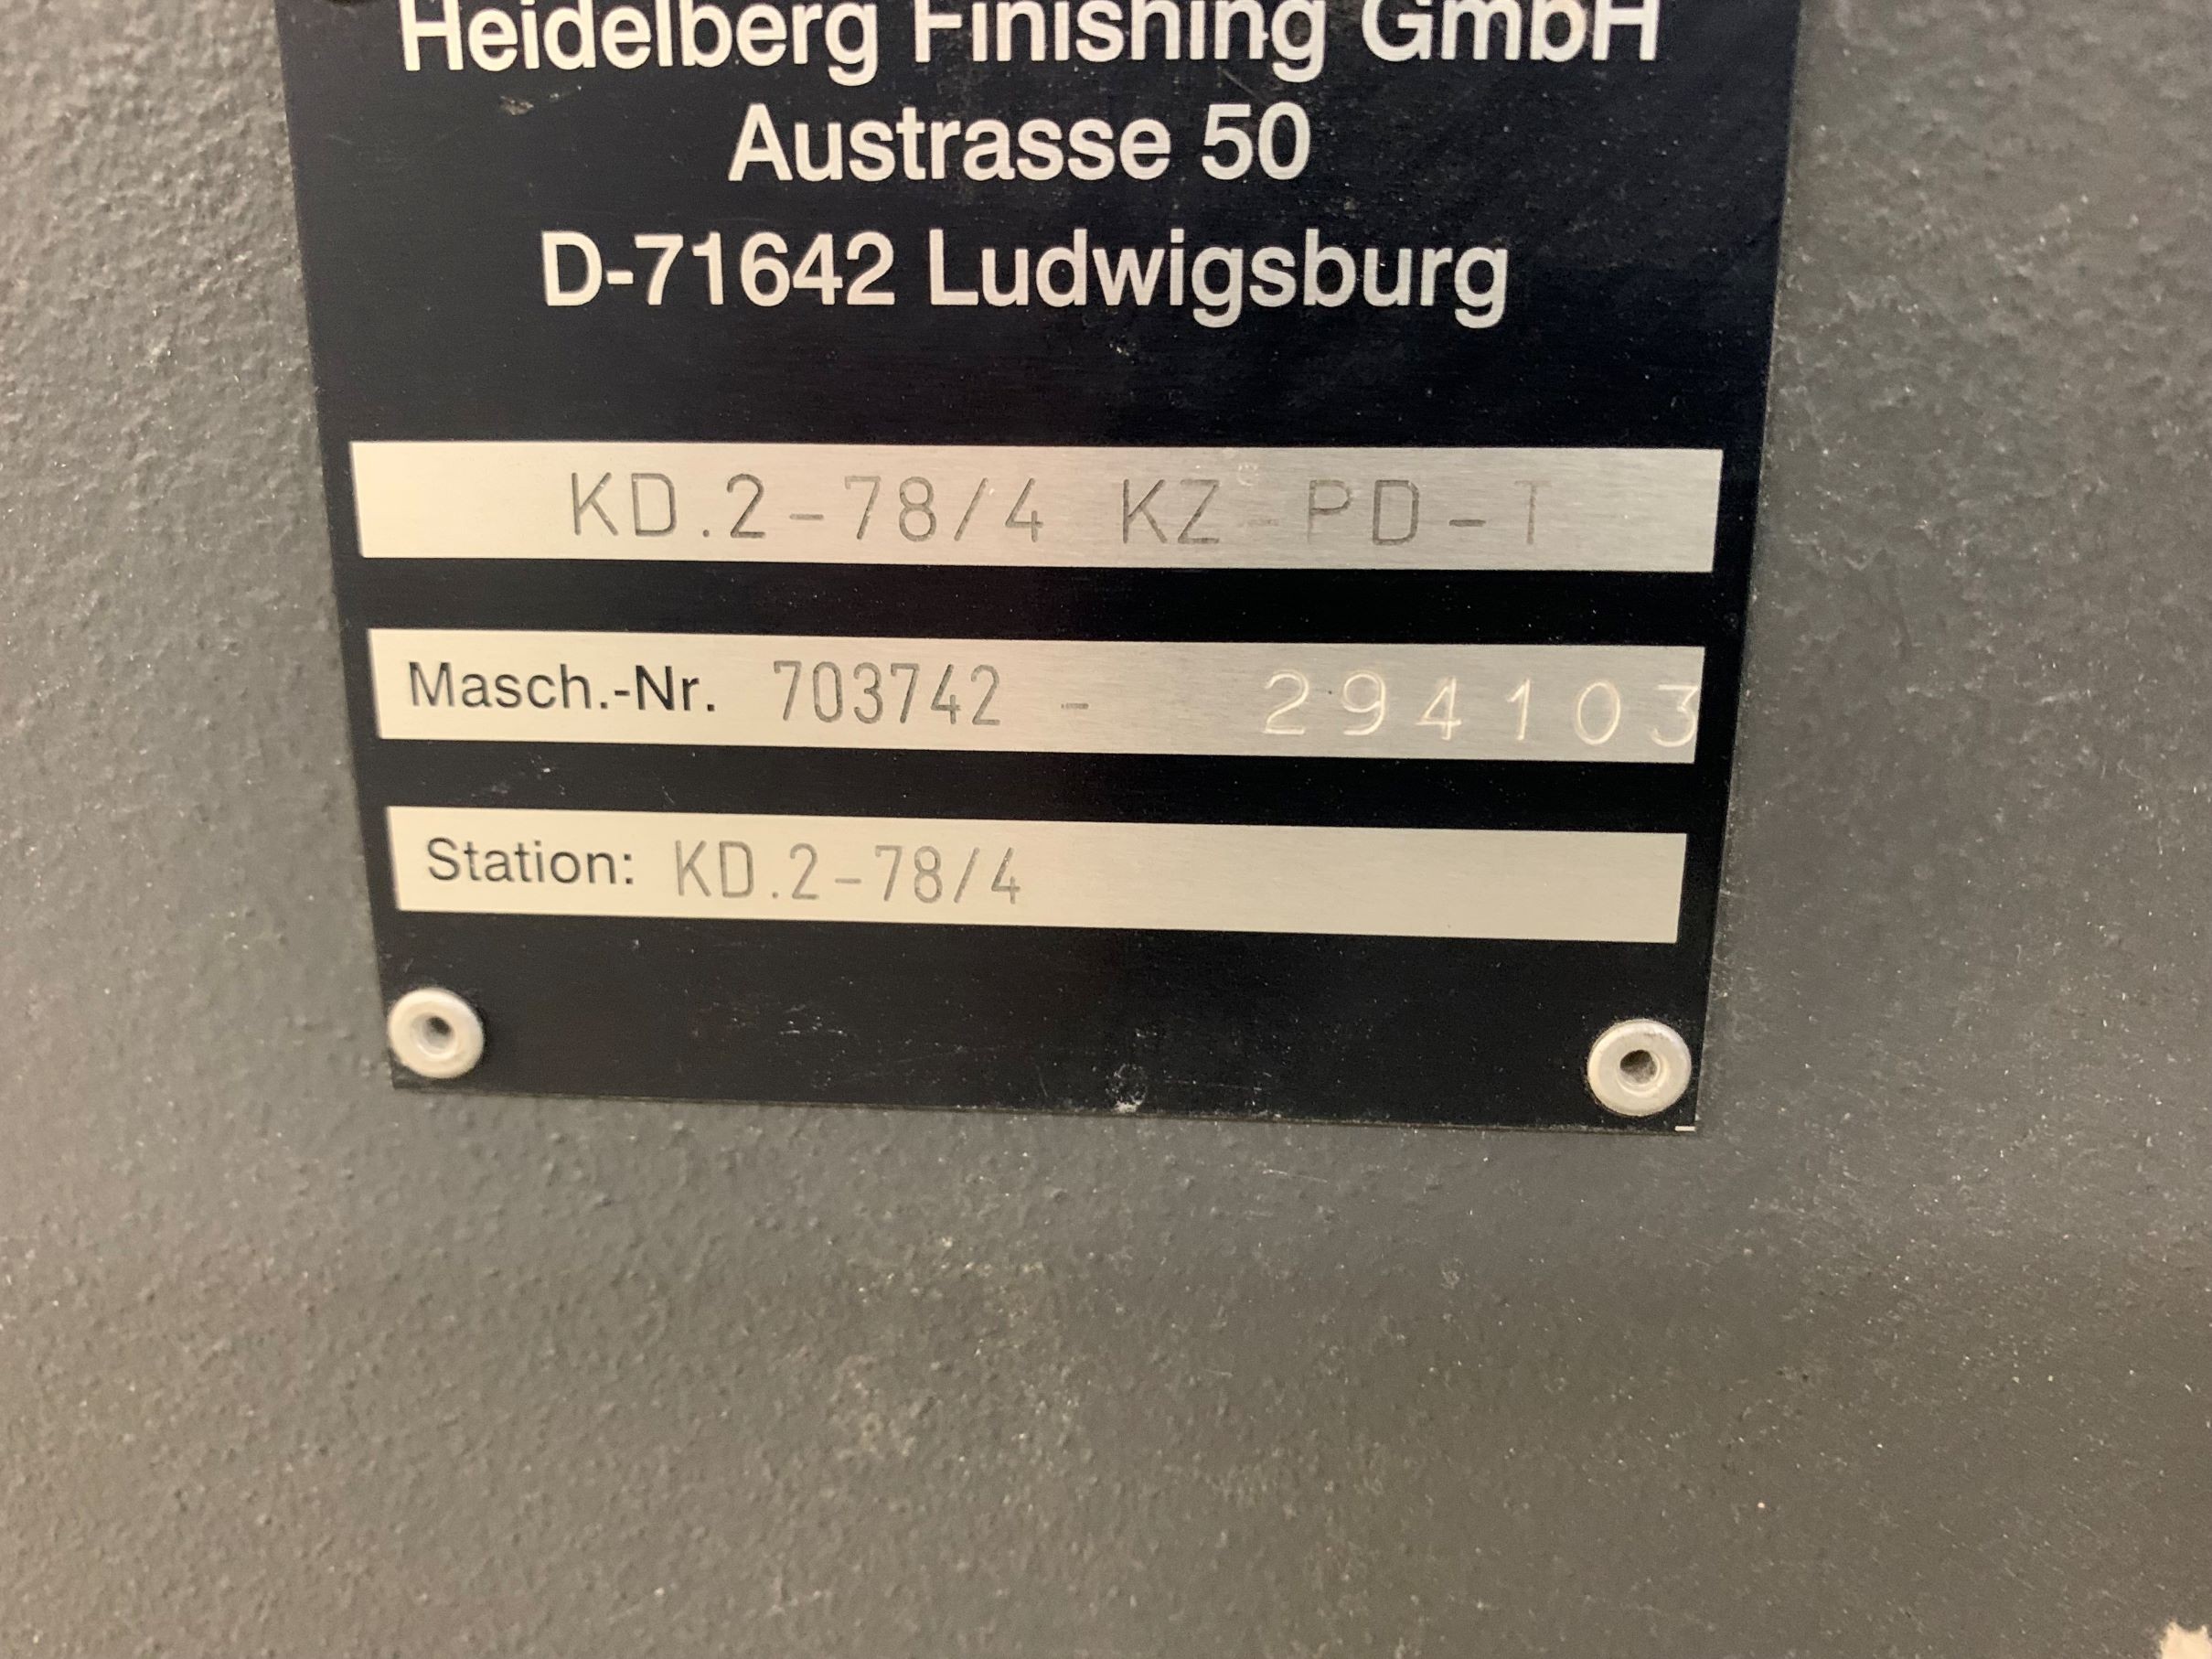 Heidelberg Finishing GmbH
Austrasse 50
D-71642 Ludwigsburg
KD.2-78/4 KZ-PD-T
Masch.-Nr. 703742 - 294103
Station: KD.2-78/4